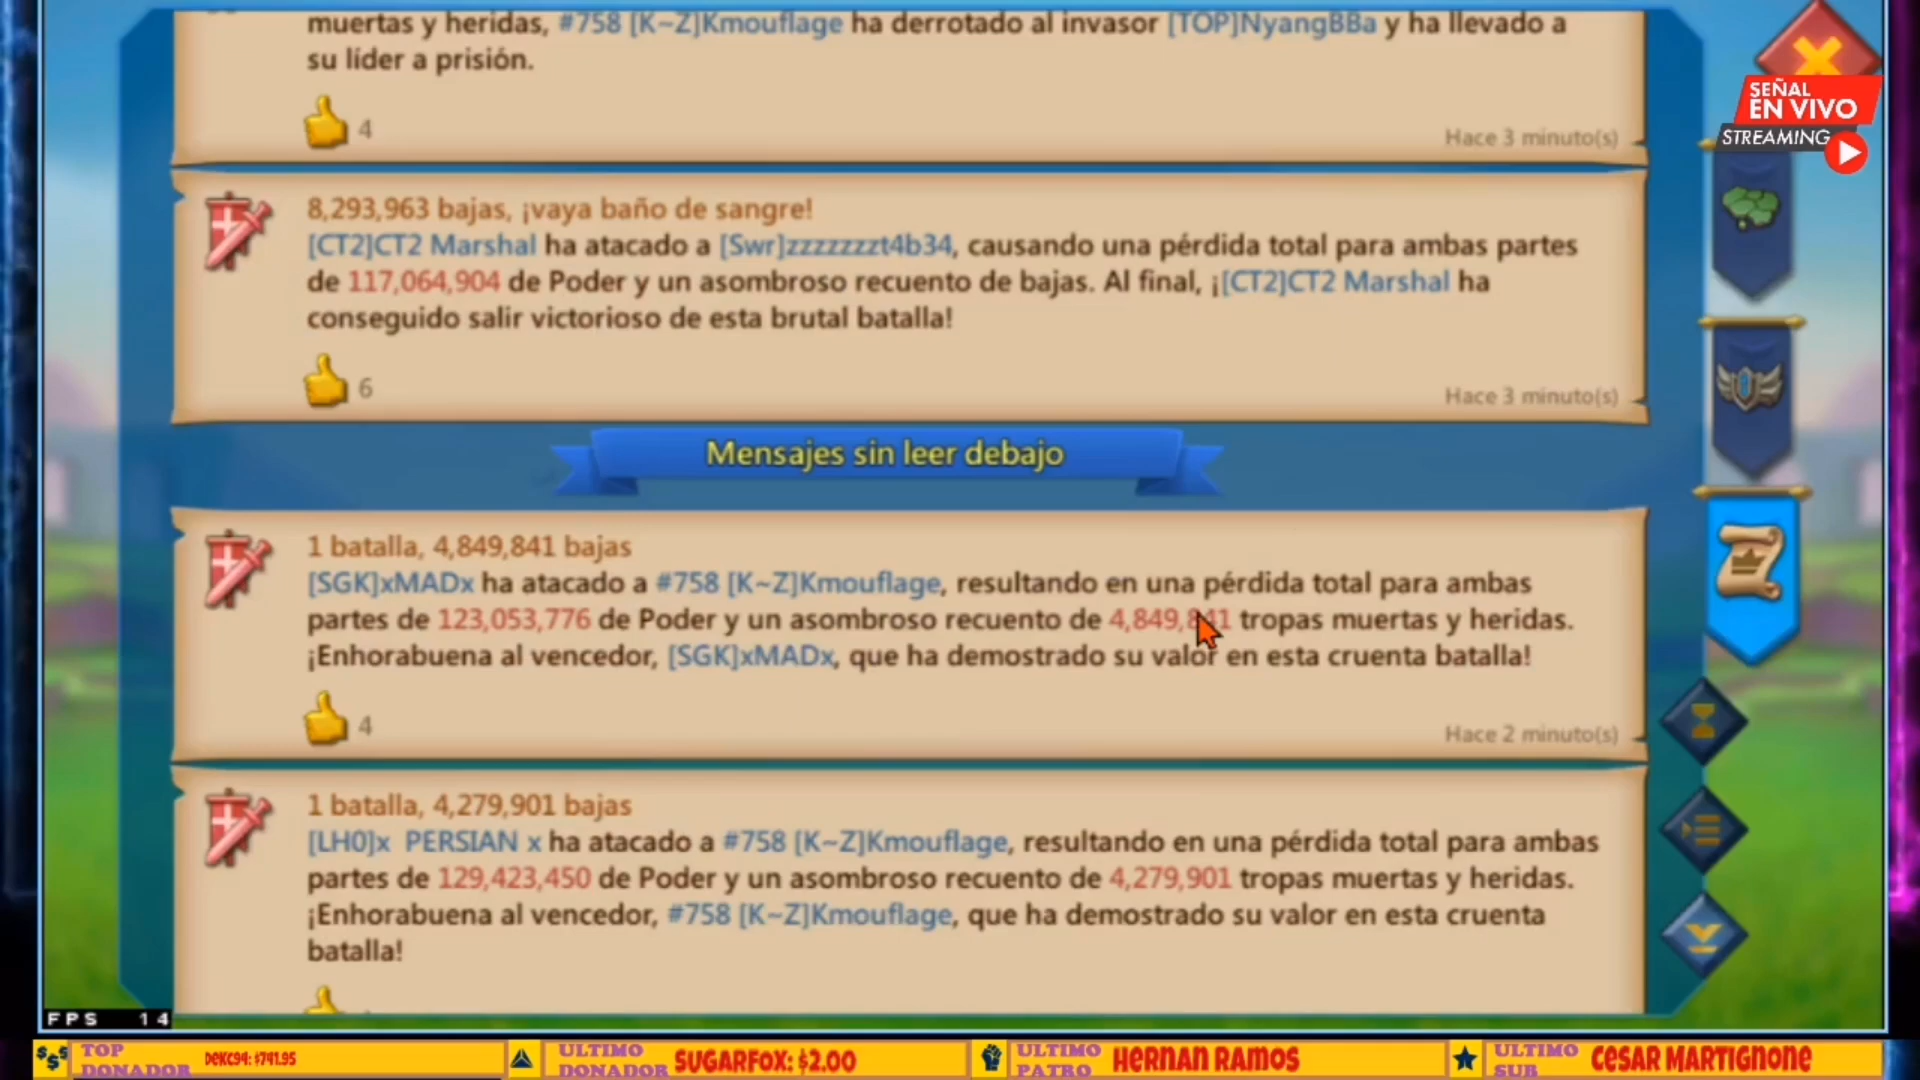 muertas y heridas, #758 [K~Z]Kmouflage ha derrotado al invasor [TOP]NyangBBa y ha llevado a
su líder a prisión.
4
Hace 3 minuto(s)
SEÑAL
EN VIVO
STREAMING
8,293,963 bajas, ¡vaya baño de sangre!
[CT2]CT2 Marshal ha atacado a [Swr]zzzzzzzt4b34, causando una pérdida total para ambas partes
de 117,064,904 de Poder y un asombroso recuento de bajas. Al final, ¡[CT2]CT2 Marshal ha
conseguido salir victorioso de esta brutal batalla!
6
Hace 3 minuto(s)
Mensajes sin leer debajo
1 batalla, 4,849,841 bajas
[SGK]xMADx ha atacado a #758 [K~Z]Kmouflage, resultando en una pérdida total para ambas
partes de 123,053,776 de Poder y un asombroso recuento de 4,849,841 tropas muertas y heridas.
¡Enhorabuena al vencedor, [SGK]xMADx, que ha demostrado su valor en esta cruenta batalla!
4
Hace 2 minuto(s)
1 batalla, 4,279,901 bajas
[LH0]x PERSIAN x ha atacado a #758 [K~Z]Kmouflage, resultando en una pérdida total para ambas
partes de 129,423,450 de Poder y un asombroso recuento de 4,279,901 tropas muertas y heridas.
¡Enhorabuena al vencedor, #758 [K~Z]Kmouflage, que ha demostrado su valor en esta cruenta
batalla!
FPS 14
$$$
TOP
DONADOR
DEKC94: $741.95
ULTIMO
DONADOR
SUGARFOX: $2.00
ULTIMO
PATRO
HERNAN RAMOS
ULTIMO
SUB
CESAR MARTIGNONE